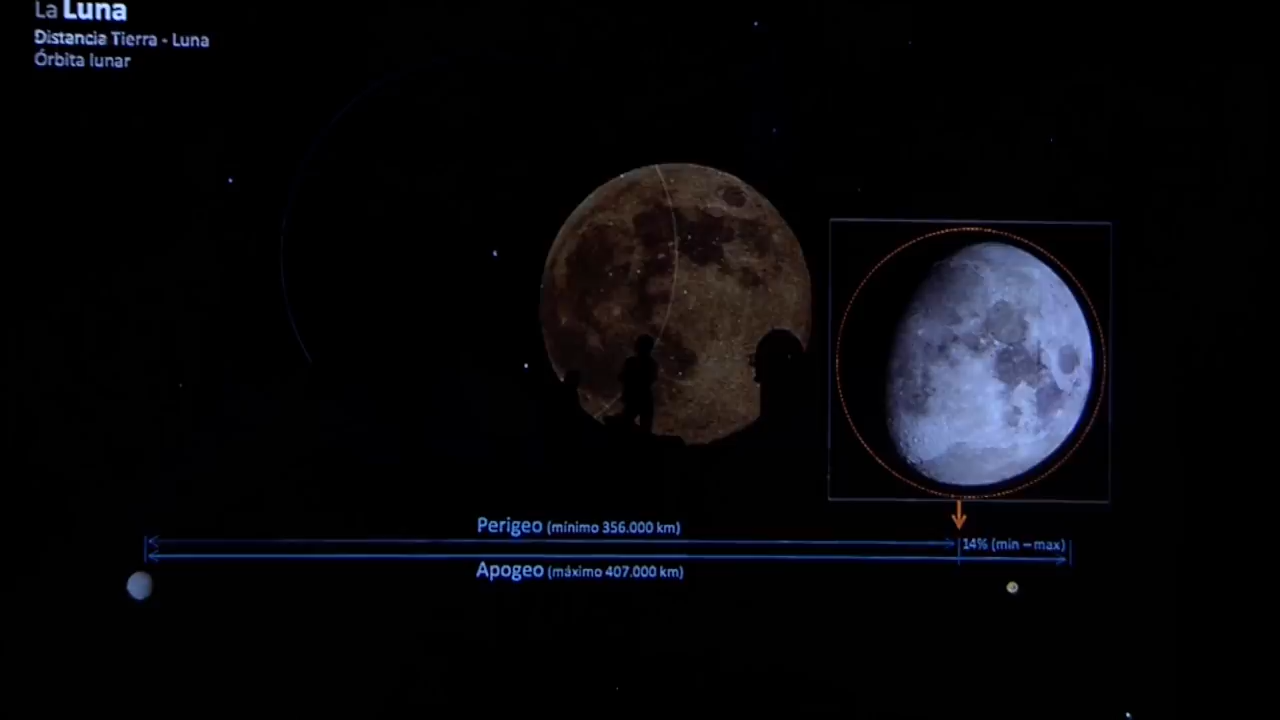 La Luna
Distancia Tierra - Luna
Órbita lunar
Perigeo (mínimo 356.000 km)
14% (min – max)
Apogeo (máximo 407.000 km)